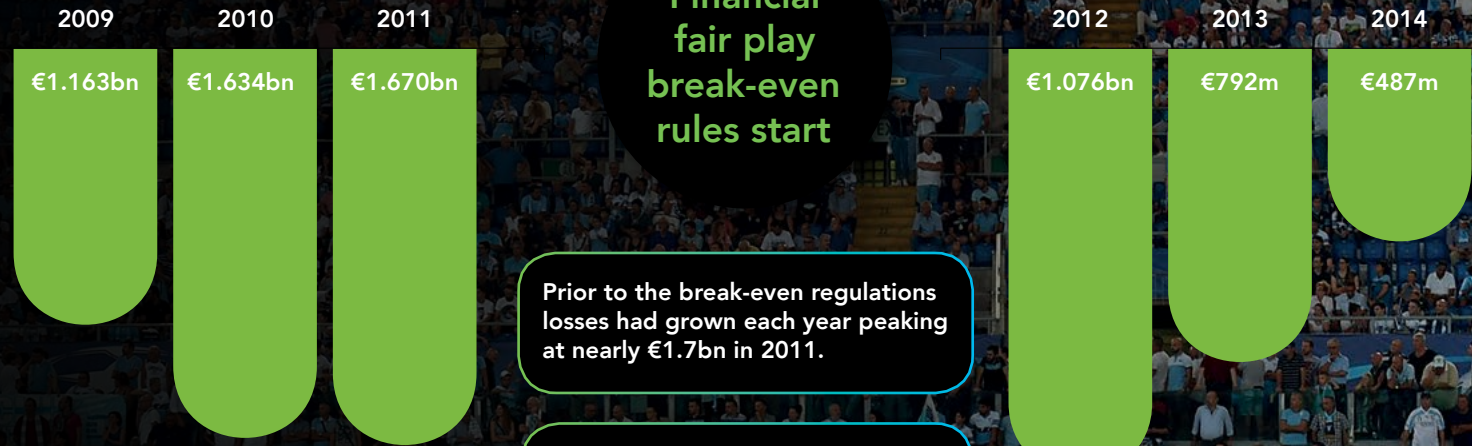 2009
2010
2011
€1.163bn
€1.634bn
€1.670bn
Financial
fair play
break-even
rules start
Prior to the break-even regulations
losses had grown each year peaking
at nearly €1.7bn in 2011.
2012
2013
2014
€1.076bn
€792m
€487m